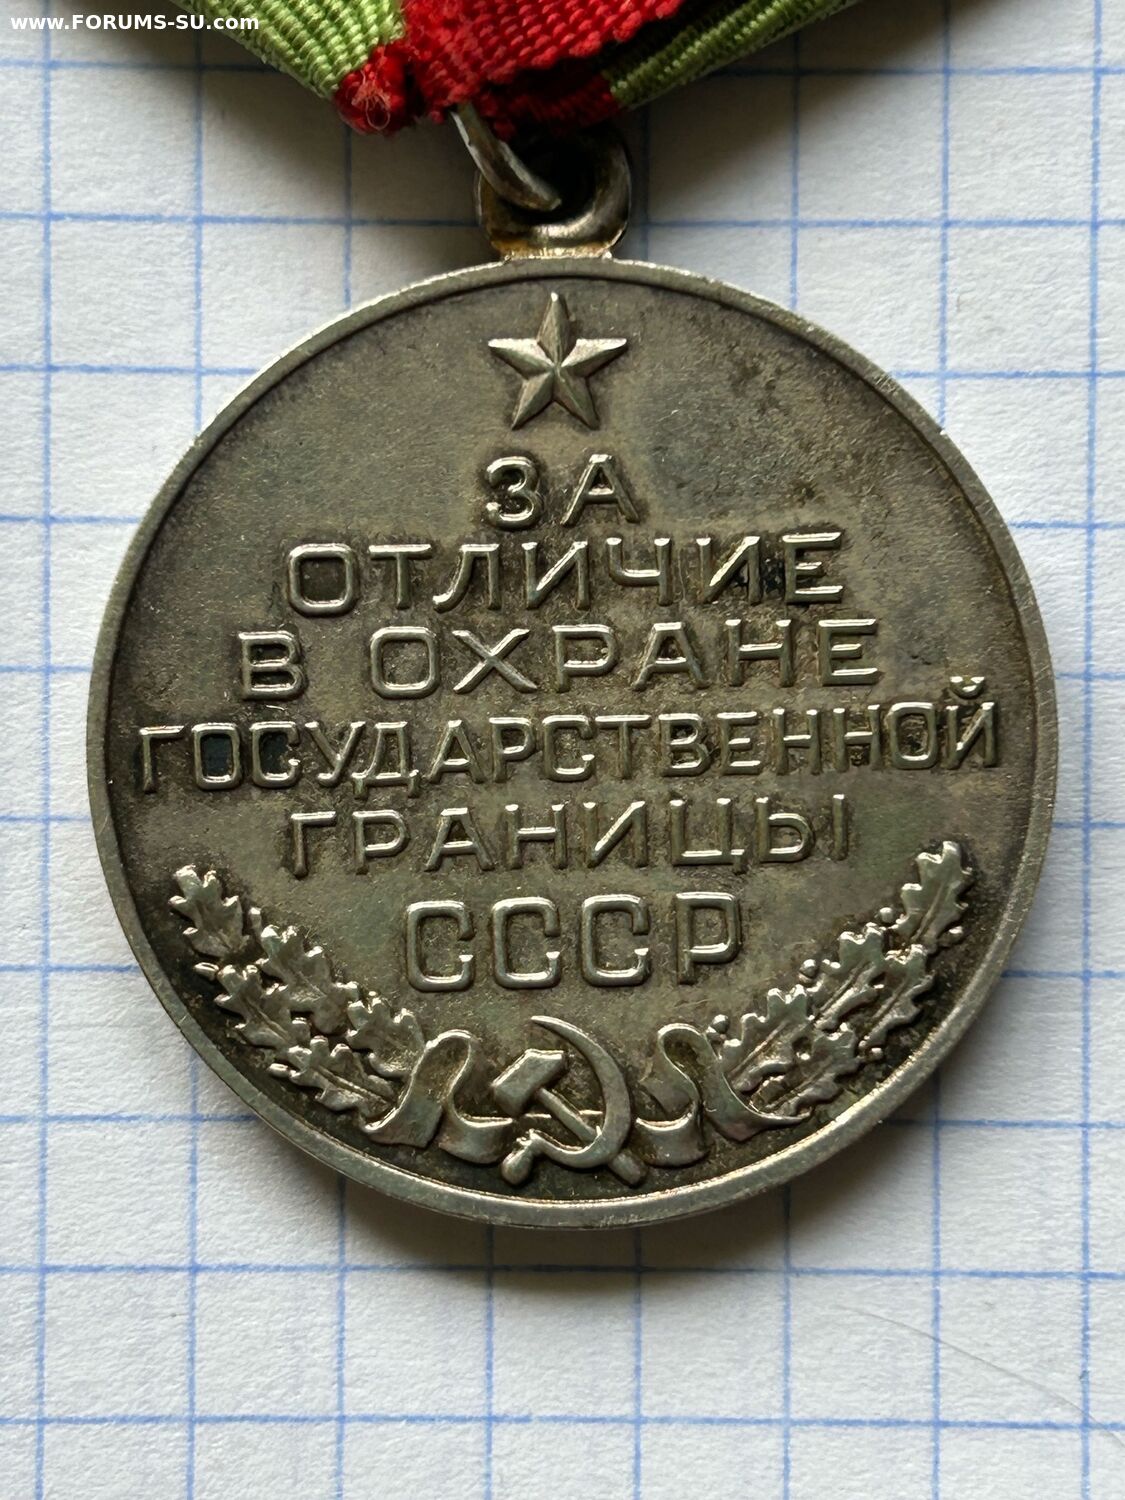 www.FORUMS-SU.com
ЗА
ОТЛИЧИЕ
В ОХРАНЕ
ГОСУДАРСТВЕННОЙ
ГРАНИЦЫ
СССР